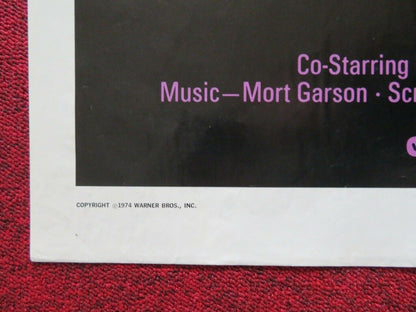 Co-Starring
Music—Mort Garson · Scr
COPYRIGHT ©1974 WARNER BROS., INC.